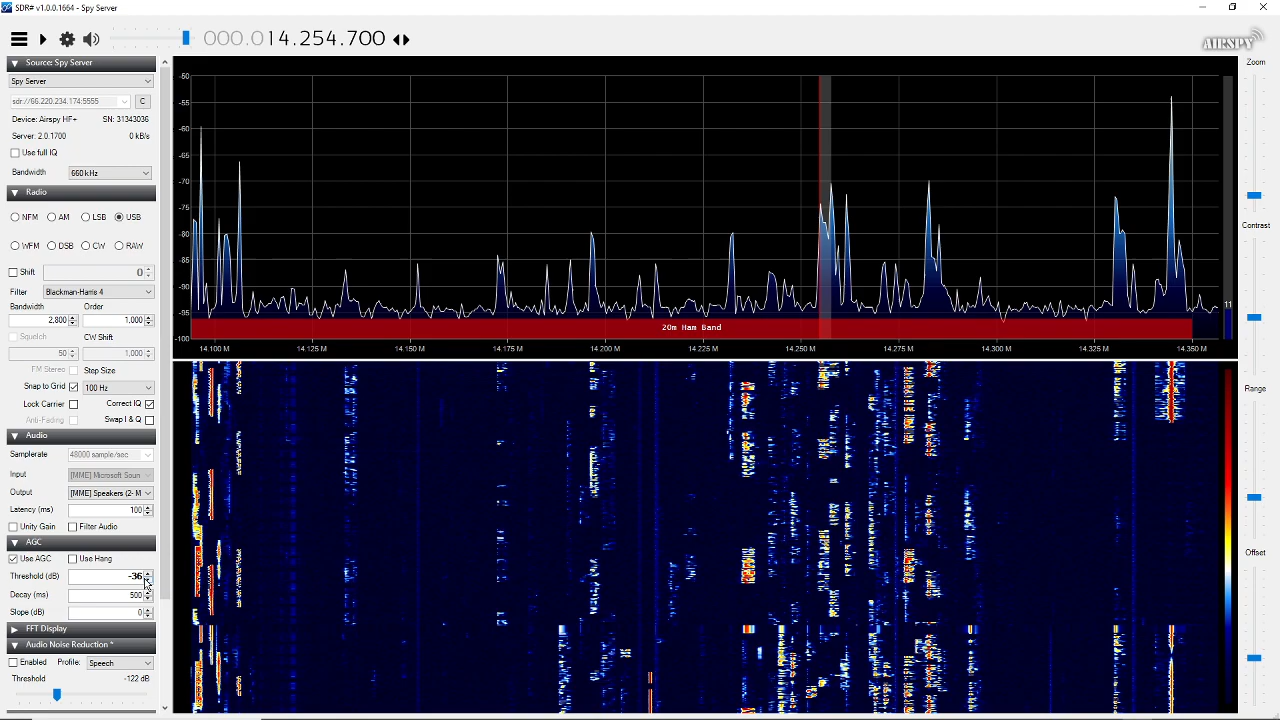 SDR# v1.0.0.1664 - Spy Server
000.014.254.700
AIRSPY
Source: Spy Server
Spy Server
sdr://66.220.234.174:5555 C
Device: Airspy HF+ SN: 31343036
Server: 2.0.1700 0 kB/s
Use full IQ
Bandwidth 660 kHz
Radio
NFM AM LSB USB
WFM DSB CW RAW
Shift 0
Filter Blackman-Harris 4
Bandwidth Order
2,800 1,000
Squelch CW Shift
50 1,000
FM Stereo Step Size
Snap to Grid 100 Hz
Lock Carrier Correct IQ
Anti-Fading Swap I & Q
Audio
Samplerate 48000 sample/sec
Input [MME] Microsoft Soun
Output [MME] Speakers (2- M
Latency (ms) 100
Unity Gain Filter Audio
AGC
Use AGC Use Hang
Threshold (dB) -36
Decay (ms) 500
Slope (dB) 0
FFT Display
Audio Noise Reduction *
Enabled Profile: Speech
Threshold -122 dB
-50
-55
-60
-65
-70
-75
-80
-85
-90
-95
-100
11
20m Ham Band
14.100 M 14.125 M 14.150 M 14.175 M 14.200 M 14.225 M 14.250 M 14.275 M 14.300 M 14.325 M 14.350 M
Zoom
Contrast
Range
Offset